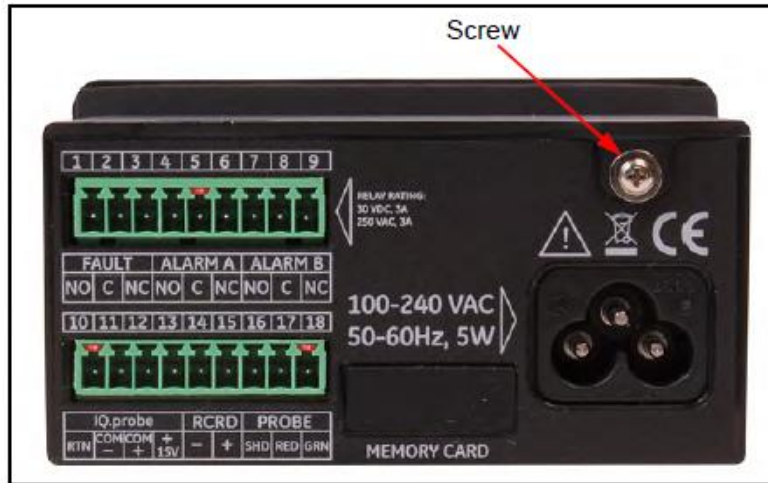 Screw
1 2 3 4 5 6 7 8 9
RELAY RATING:
30 VDC, 3A
250 VAC, 3A
FAULT ALARM A ALARM B
NO C NC NO C NC NO C NC
10 11 12 13 14 15 16 17 18
100-240 VAC
50-60Hz, 5W
CE
iQ.probe RCRD PROBE
RTN COM - COM + + 15V - + SHD RED GRN
MEMORY CARD